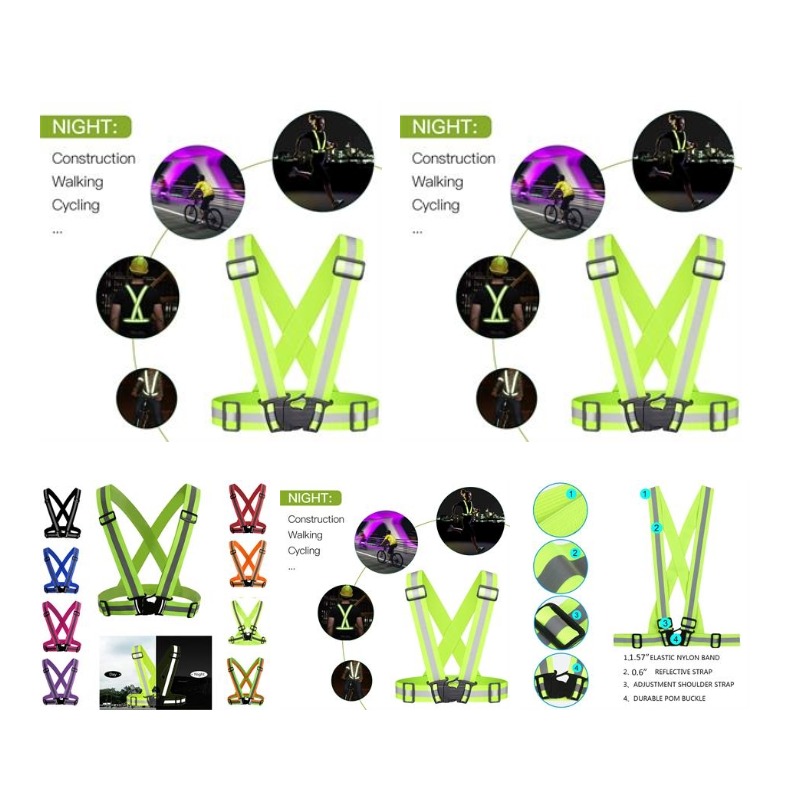 NIGHT:
Construction
Walking
Cycling
...
NIGHT:
Construction
Walking
Cycling
...
Day
Night
NIGHT:
Construction
Walking
Cycling
...
1
2
3
4
1
2
3
4
1,1.57"ELASTIC NYLON BAND
2. 0.6" REFLECTIVE STRAP
3、ADJUSTMENT SHOULDER STRAP
4、DURABLE POM BUCKLE